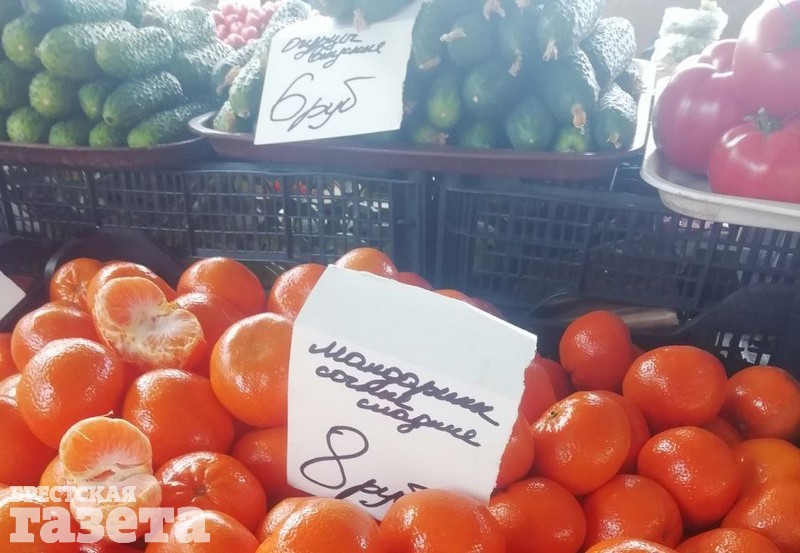 Огурцы
вкусные
6 руб
мандарины
сочные
сладкие
8 руб
БРЕСТСКАЯ
газета